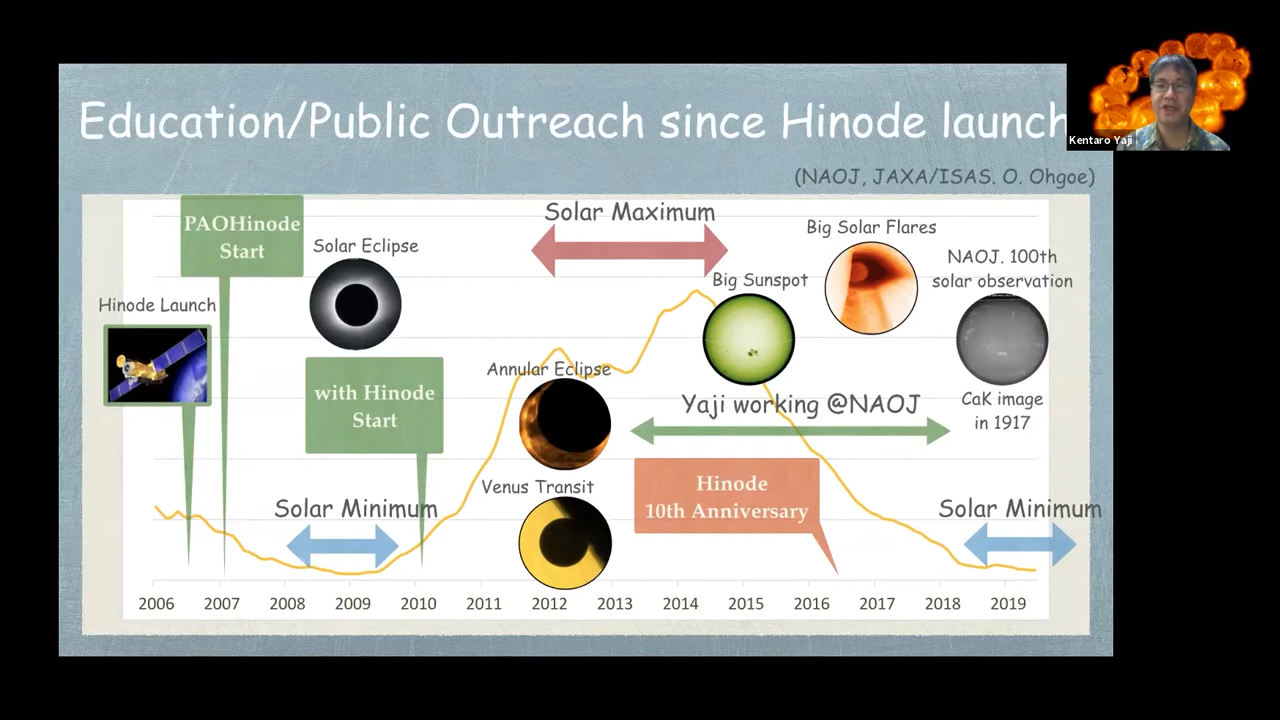 Education/Public Outreach since Hinode launch
Kentaro Yaji
(NAOJ, JAXA/ISAS. O. Ohgoe)
PAOHinode
Start
Solar Eclipse
Solar Maximum
Big Solar Flares
NAOJ. 100th
solar observation
Hinode Launch
Big Sunspot
with Hinode
Start
Annular Eclipse
Yaji working @NAOJ
CaK image
in 1917
Venus Transit
Hinode
10th Anniversary
Solar Minimum
Solar Minimum
2006 2007 2008 2009 2010 2011 2012 2013 2014 2015 2016 2017 2018 2019